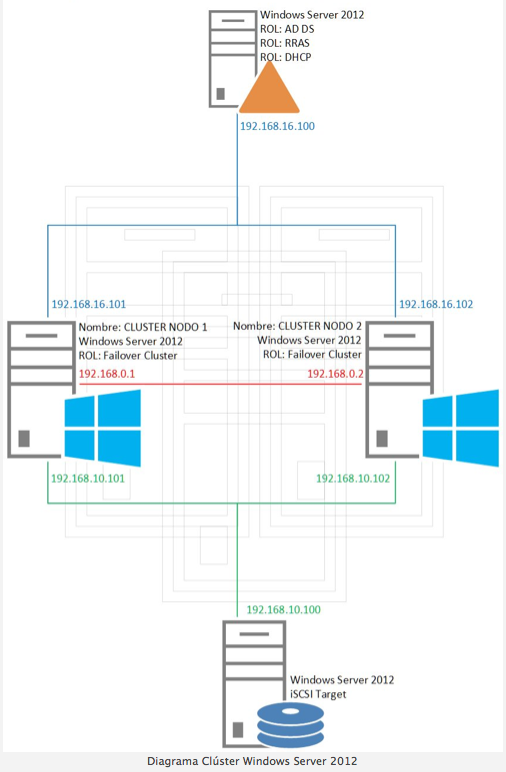 Windows Server 2012
ROL: AD DS
ROL: RRAS
ROL: DHCP
192.168.16.100
192.168.16.101
192.168.16.102
Nombre: CLUSTER NODO 1
Windows Server 2012
ROL: Failover Cluster
192.168.0.1
Nombre: CLUSTER NODO 2
Windows Server 2012
ROL: Failover Cluster
192.168.0.2
192.168.10.101
192.168.10.102
192.168.10.100
Windows Server 2012
iSCSI Target
Diagrama Clúster Windows Server 2012